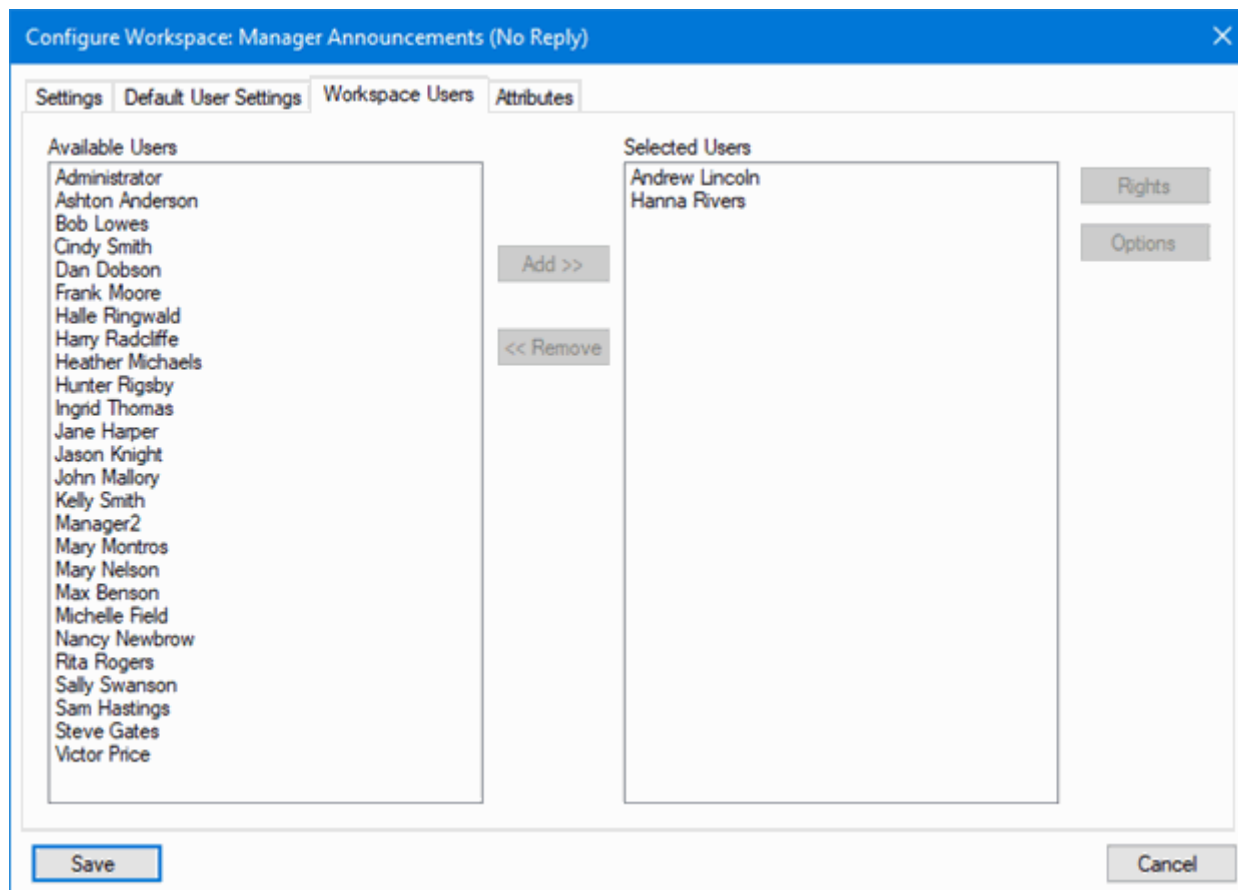 Configure Workspace: Manager Announcements (No Reply)
Settings Default User Settings Workspace Users Attributes
Available Users
Administrator
Ashton Anderson
Bob Lowes
Cindy Smith
Dan Dobson
Frank Moore
Halle Ringwald
Harry Radcliffe
Heather Michaels
Hunter Rigsby
Ingrid Thomas
Jane Harper
Jason Knight
John Mallory
Kelly Smith
Manager2
Mary Montros
Mary Nelson
Max Benson
Michelle Field
Nancy Newbrow
Rita Rogers
Sally Swanson
Sam Hastings
Steve Gates
Victor Price
Add >>
<< Remove
Selected Users
Andrew Lincoln
Hanna Rivers
Rights
Options
Save
Cancel